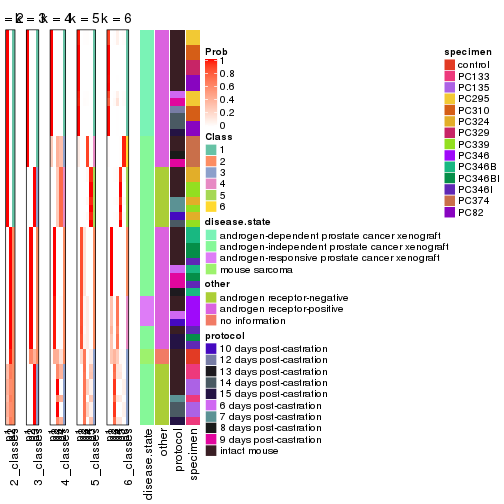 = 2 k = 3 k = 4 k = 5 k = 6
Prob
1
0.8
0.6
0.4
0.2
0
Class
1
2
3
4
5
6
disease.state
androgen-dependent prostate cancer xenograft
androgen-independent prostate cancer xenograft
androgen-responsive prostate cancer xenograft
mouse sarcoma
other
androgen receptor-negative
androgen receptor-positive
no information
protocol
10 days post-castration
12 days post-castration
13 days post-castration
14 days post-castration
15 days post-castration
6 days post-castration
7 days post-castration
8 days post-castration
9 days post-castration
intact mouse
specimen
control
PC133
PC135
PC295
PC310
PC324
PC329
PC339
PC346
PC346B
PC346BI
PC346I
PC374
PC82
2_classes
3_classes
4_classes
5_classes
6_classes
disease.state
other
protocol
specimen